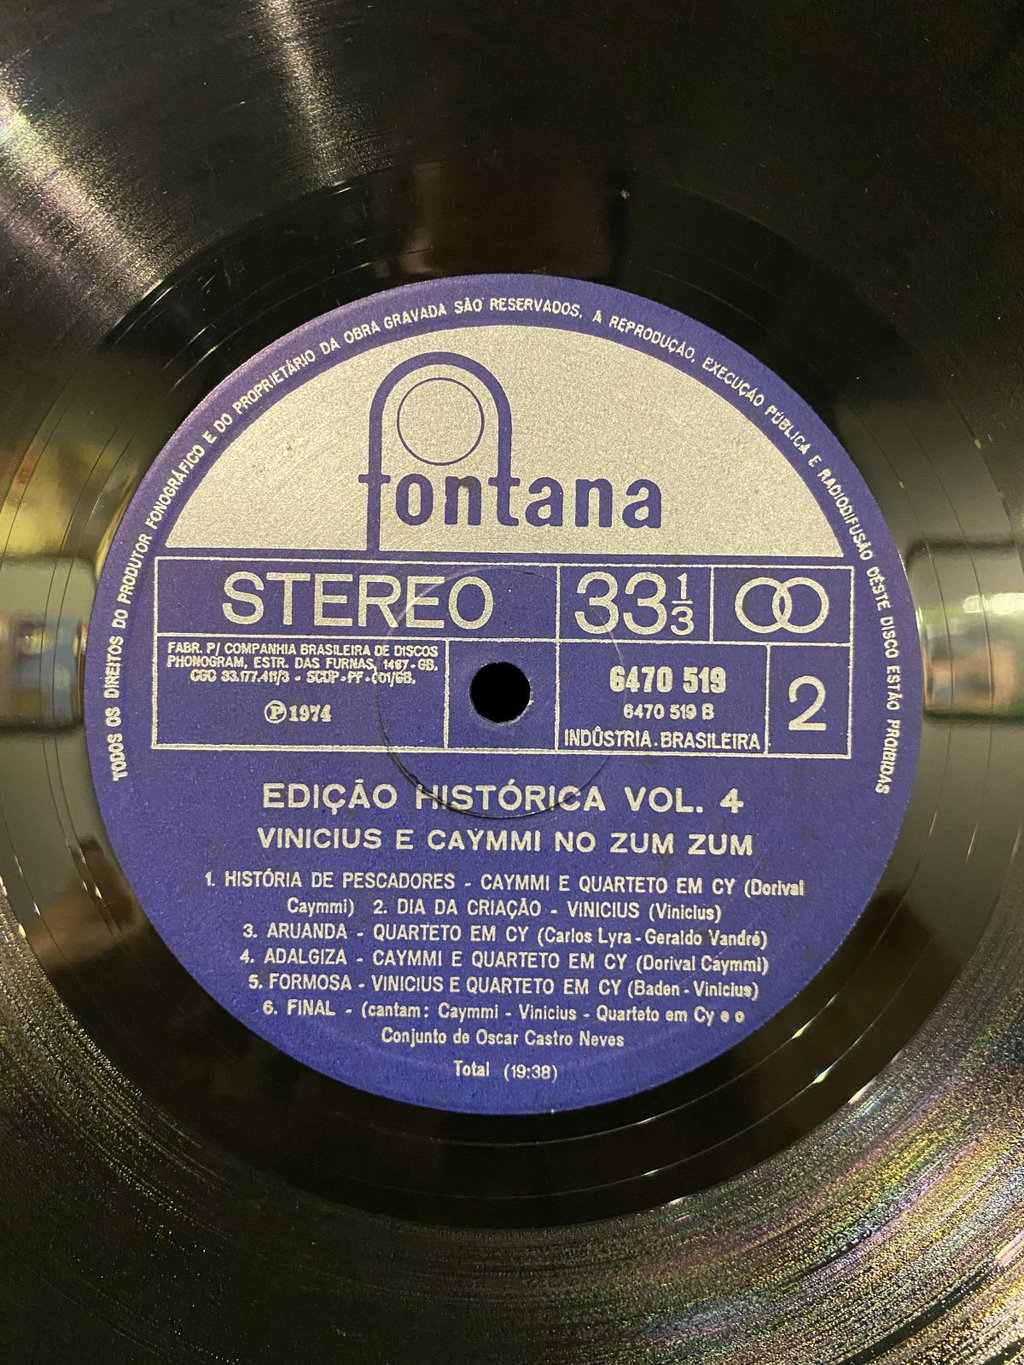 TODOS OS DIREITOS DO PRODUTOR FONOGRÁFICO E DO PROPRIETÁRIO DA OBRA GRAVADA SÃO RESERVADOS. A REPRODUÇÃO, EXECUÇÃO PÚBLICA E RADIODIFUSÃO DÊSTE DISCO ESTÃO PROIBIDAS
fontana
STEREO
33 1/3
FABR. P/ COMPANHIA BRASILEIRA DE DISCOS
PHONOGRAM, ESTR. DAS FURNAS, 1467-GB.
CGC 33.177.411/3 - SCDP-PF-001/GB.
Ⓟ 1974
6470 519
6470 519 B
INDÛSTRIA.BRASILEIRA
2
EDIÇÃO HISTÓRICA VOL. 4
VINICIUS E CAYMMI NO ZUM ZUM
1. HISTÓRIA DE PESCADORES - CAYMMI E QUARTETO EM CY (Dorival
Caymmi) 2. DIA DA CRIAÇÃO - VINICIUS (Vinicius)
3. ARUANDA - QUARTETO EM CY (Carlos Lyra - Geraldo Vandré)
4. ADALGIZA - CAYMMI E QUARTETO EM CY (Dorival Caymmi)
5. FORMOSA - VINICIUS E QUARTETO EM CY (Baden - Vinicius)
6. FINAL - (cantam: Caymmi - Vinicius - Quarteto em Cy e o
Conjunto de Oscar Castro Neves
Total (19:38)